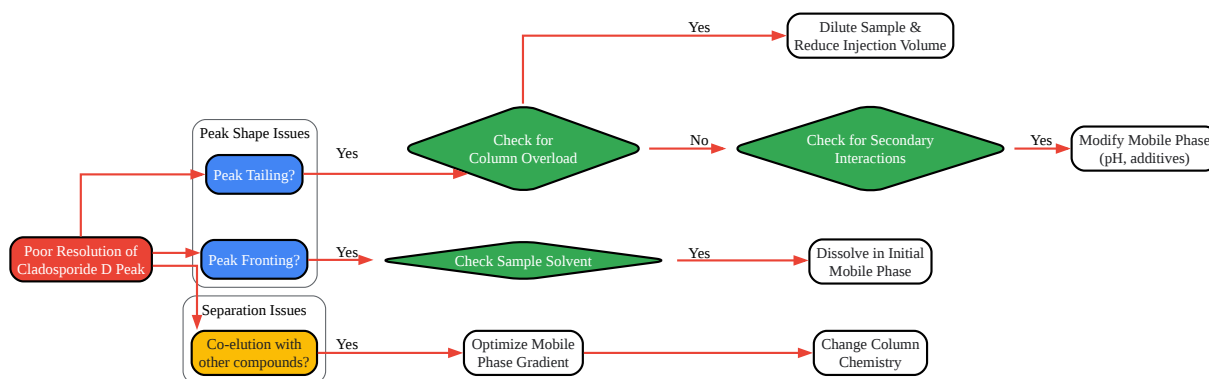 Yes
Dilute Sample &
Reduce Injection Volume
Peak Shape Issues
Peak Tailing?
Yes
Check for
Column Overload
No
Check for Secondary
Interactions
Yes
Modify Mobile Phase
(pH, additives)
Poor Resolution of
Cladosporide D Peak
Peak Fronting?
Yes
Check Sample Solvent
Yes
Dissolve in Initial
Mobile Phase
Separation Issues
Co-elution with
other compounds?
Yes
Optimize Mobile
Phase Gradient
Change Column
Chemistry